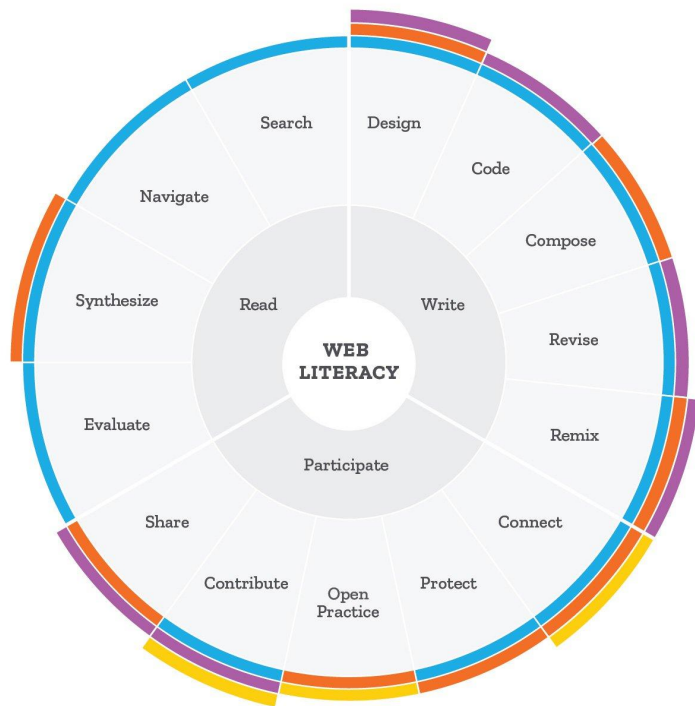 WEB
LITERACY
Read
Write
Participate
Search
Design
Code
Compose
Revise
Remix
Connect
Protect
Open
Practice
Contribute
Share
Evaluate
Synthesize
Navigate